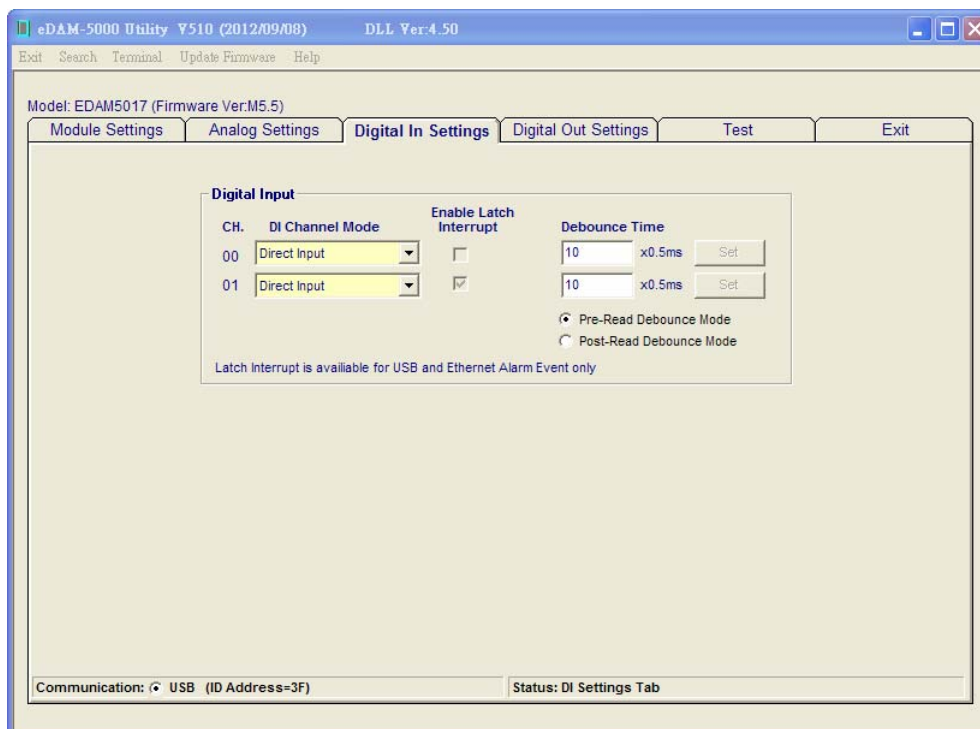 eDAM-5000 Utility V510 (2012/09/08) DLL Ver:4.50
Exit Search Terminal Update Firmware Help
Model: EDAM5017 (Firmware Ver:M5.5)
Module Settings Analog Settings Digital In Settings Digital Out Settings Test Exit
Digital Input
CH. DI Channel Mode Enable Latch Interrupt Debounce Time
00 Direct Input 10 x0.5ms Set
01 Direct Input 10 x0.5ms Set
Pre-Read Debounce Mode
Post-Read Debounce Mode
Latch Interrupt is availiable for USB and Ethernet Alarm Event only
Communication: USB (ID Address=3F) Status: DI Settings Tab